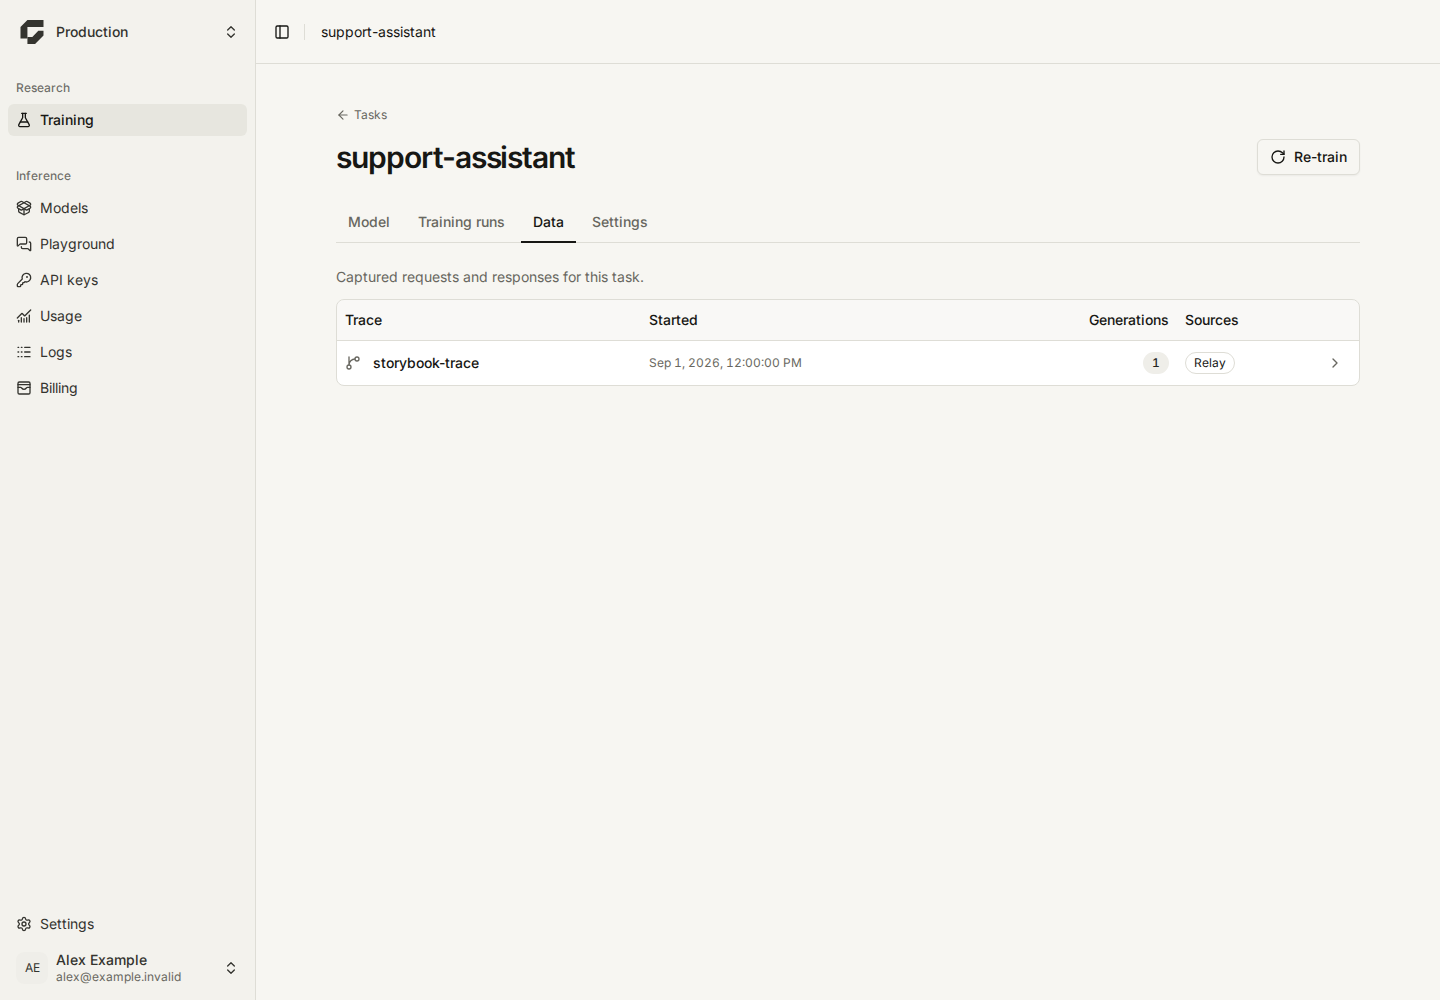 Production
Research
Training
Inference
Models
Playground
API keys
Usage
Logs
Billing
Settings
AE
Alex Example
alex@example.invalid
support-assistant
Tasks
support-assistant
Re-train
Model Training runs Data Settings
Captured requests and responses for this task.
Trace Started Generations Sources
storybook-trace Sep 1, 2026, 12:00:00 PM 1 Relay